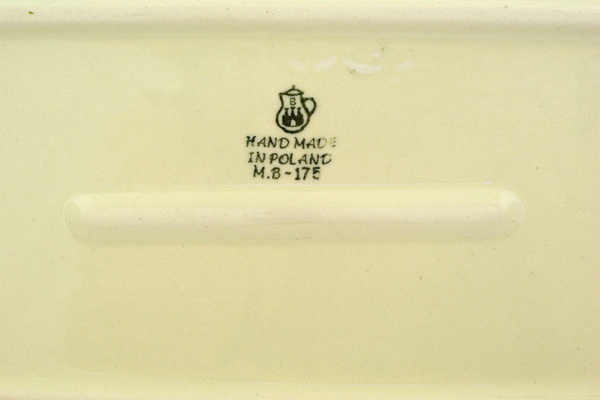 B
HAND MADE
IN POLAND
M.B-175